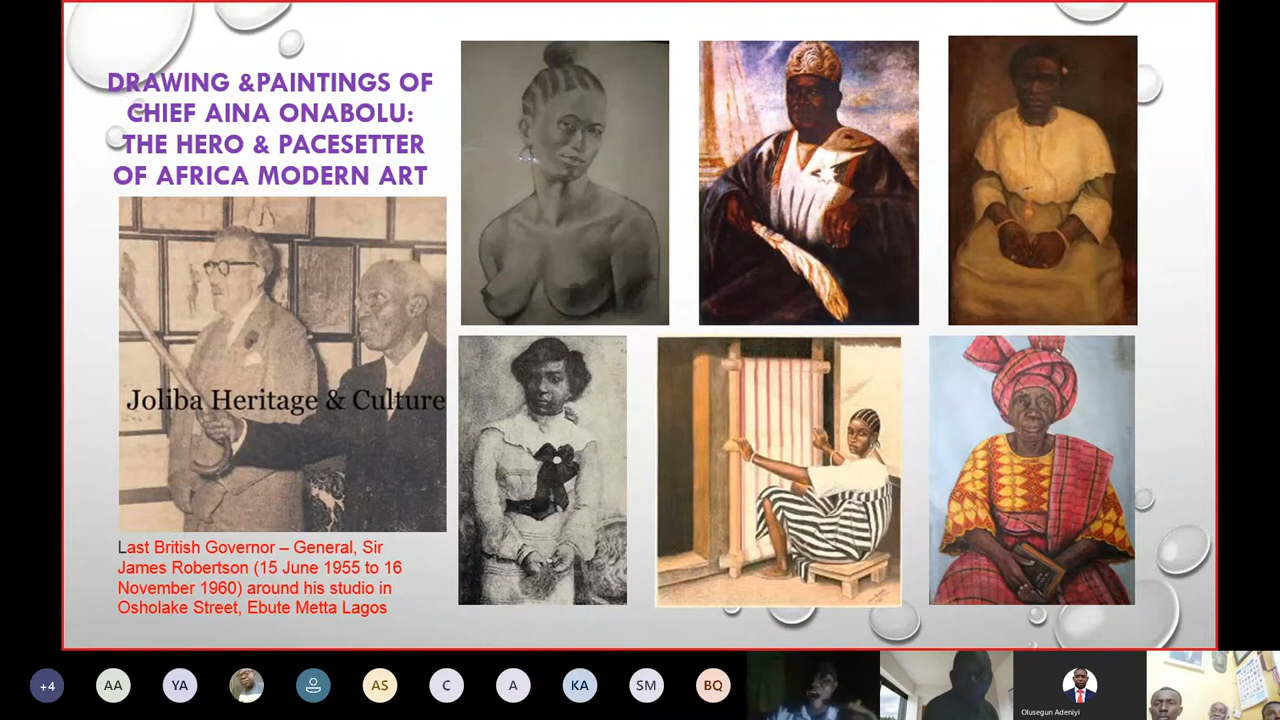 DRAWING &PAINTINGS OF
CHIEF AINA ONABOLU:
THE HERO & PACESETTER
OF AFRICA MODERN ART
Joliba Heritage & Culture
Last British Governor – General, Sir
James Robertson (15 June 1955 to 16
November 1960) around his studio in
Osholake Street, Ebute Metta Lagos
+4
AA
YA
AS
C
A
KA
SM
BQ
Olusegun Adeniyi